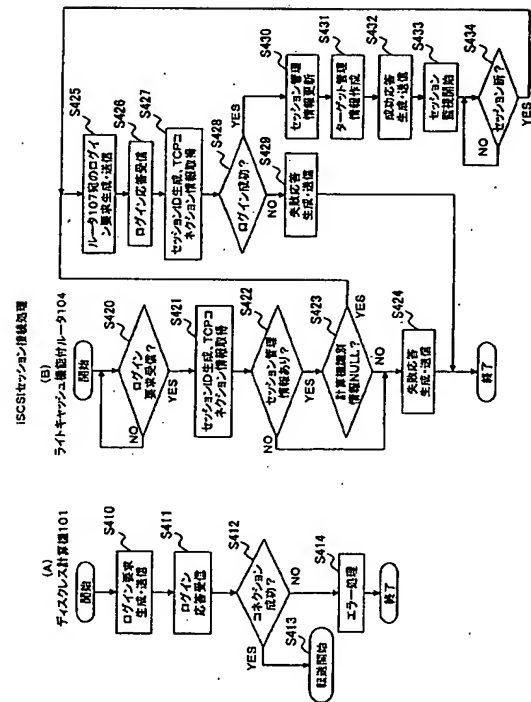 iSCSIセッション接続処理
(A)
ディスクレス計算機101
開始
S410
ログイン要求
生成・送信
S411
ログイン
応答受信
S412
コネクション
成功?
YES
NO
S413
転送開始
S414
エラー処理
終了
(B)
ライトキャッシュ機能付ルータ104
開始
S420
ログイン
要求受信?
NO
YES
S421
セッションID生成、TCPコ
ネクション情報取得
S422
セッション管理
情報あり?
NO
YES
S423
計算機識別
情報NULL?
YES
NO
S424
失敗応答
生成・送信
終了
S425
ルータ107宛のログイ
ン要求生成・送信
S426
ログイン応答受信
S427
セッションID生成、TCPコ
ネクション情報取得
S428
ログイン成功?
YES
NO
S429
失敗応答
生成・送信
S430
セッション管理
情報更新
S431
ターゲット管理
情報作成
S432
成功応答
生成・送信
S433
セッション
監視開始
S434
セッション断?
NO
YES